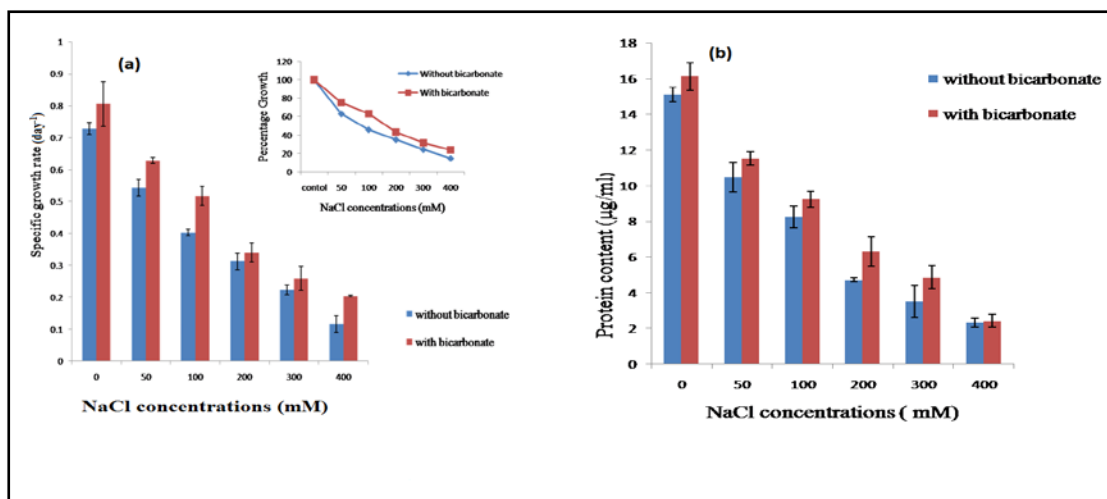 (a)
Specific growth rate (day-1)
1
0.9
0.8
0.7
0.6
0.5
0.4
0.3
0.2
0.1
0
0 50 100 200 300 400
NaCl concentrations (mM)
without bicarbonate
with bicarbonate
Percentage Growth
120
100
80
60
40
20
0
contol 50 100 200 300 400
NaCl concentrations (mM)
Without bicarbonate
With bicarbonate
(b)
Protein content (µg/ml)
18
16
14
12
10
8
6
4
2
0
0 50 100 200 300 400
NaCl concentrations ( mM)
without bicarbonate
with bicarbonate